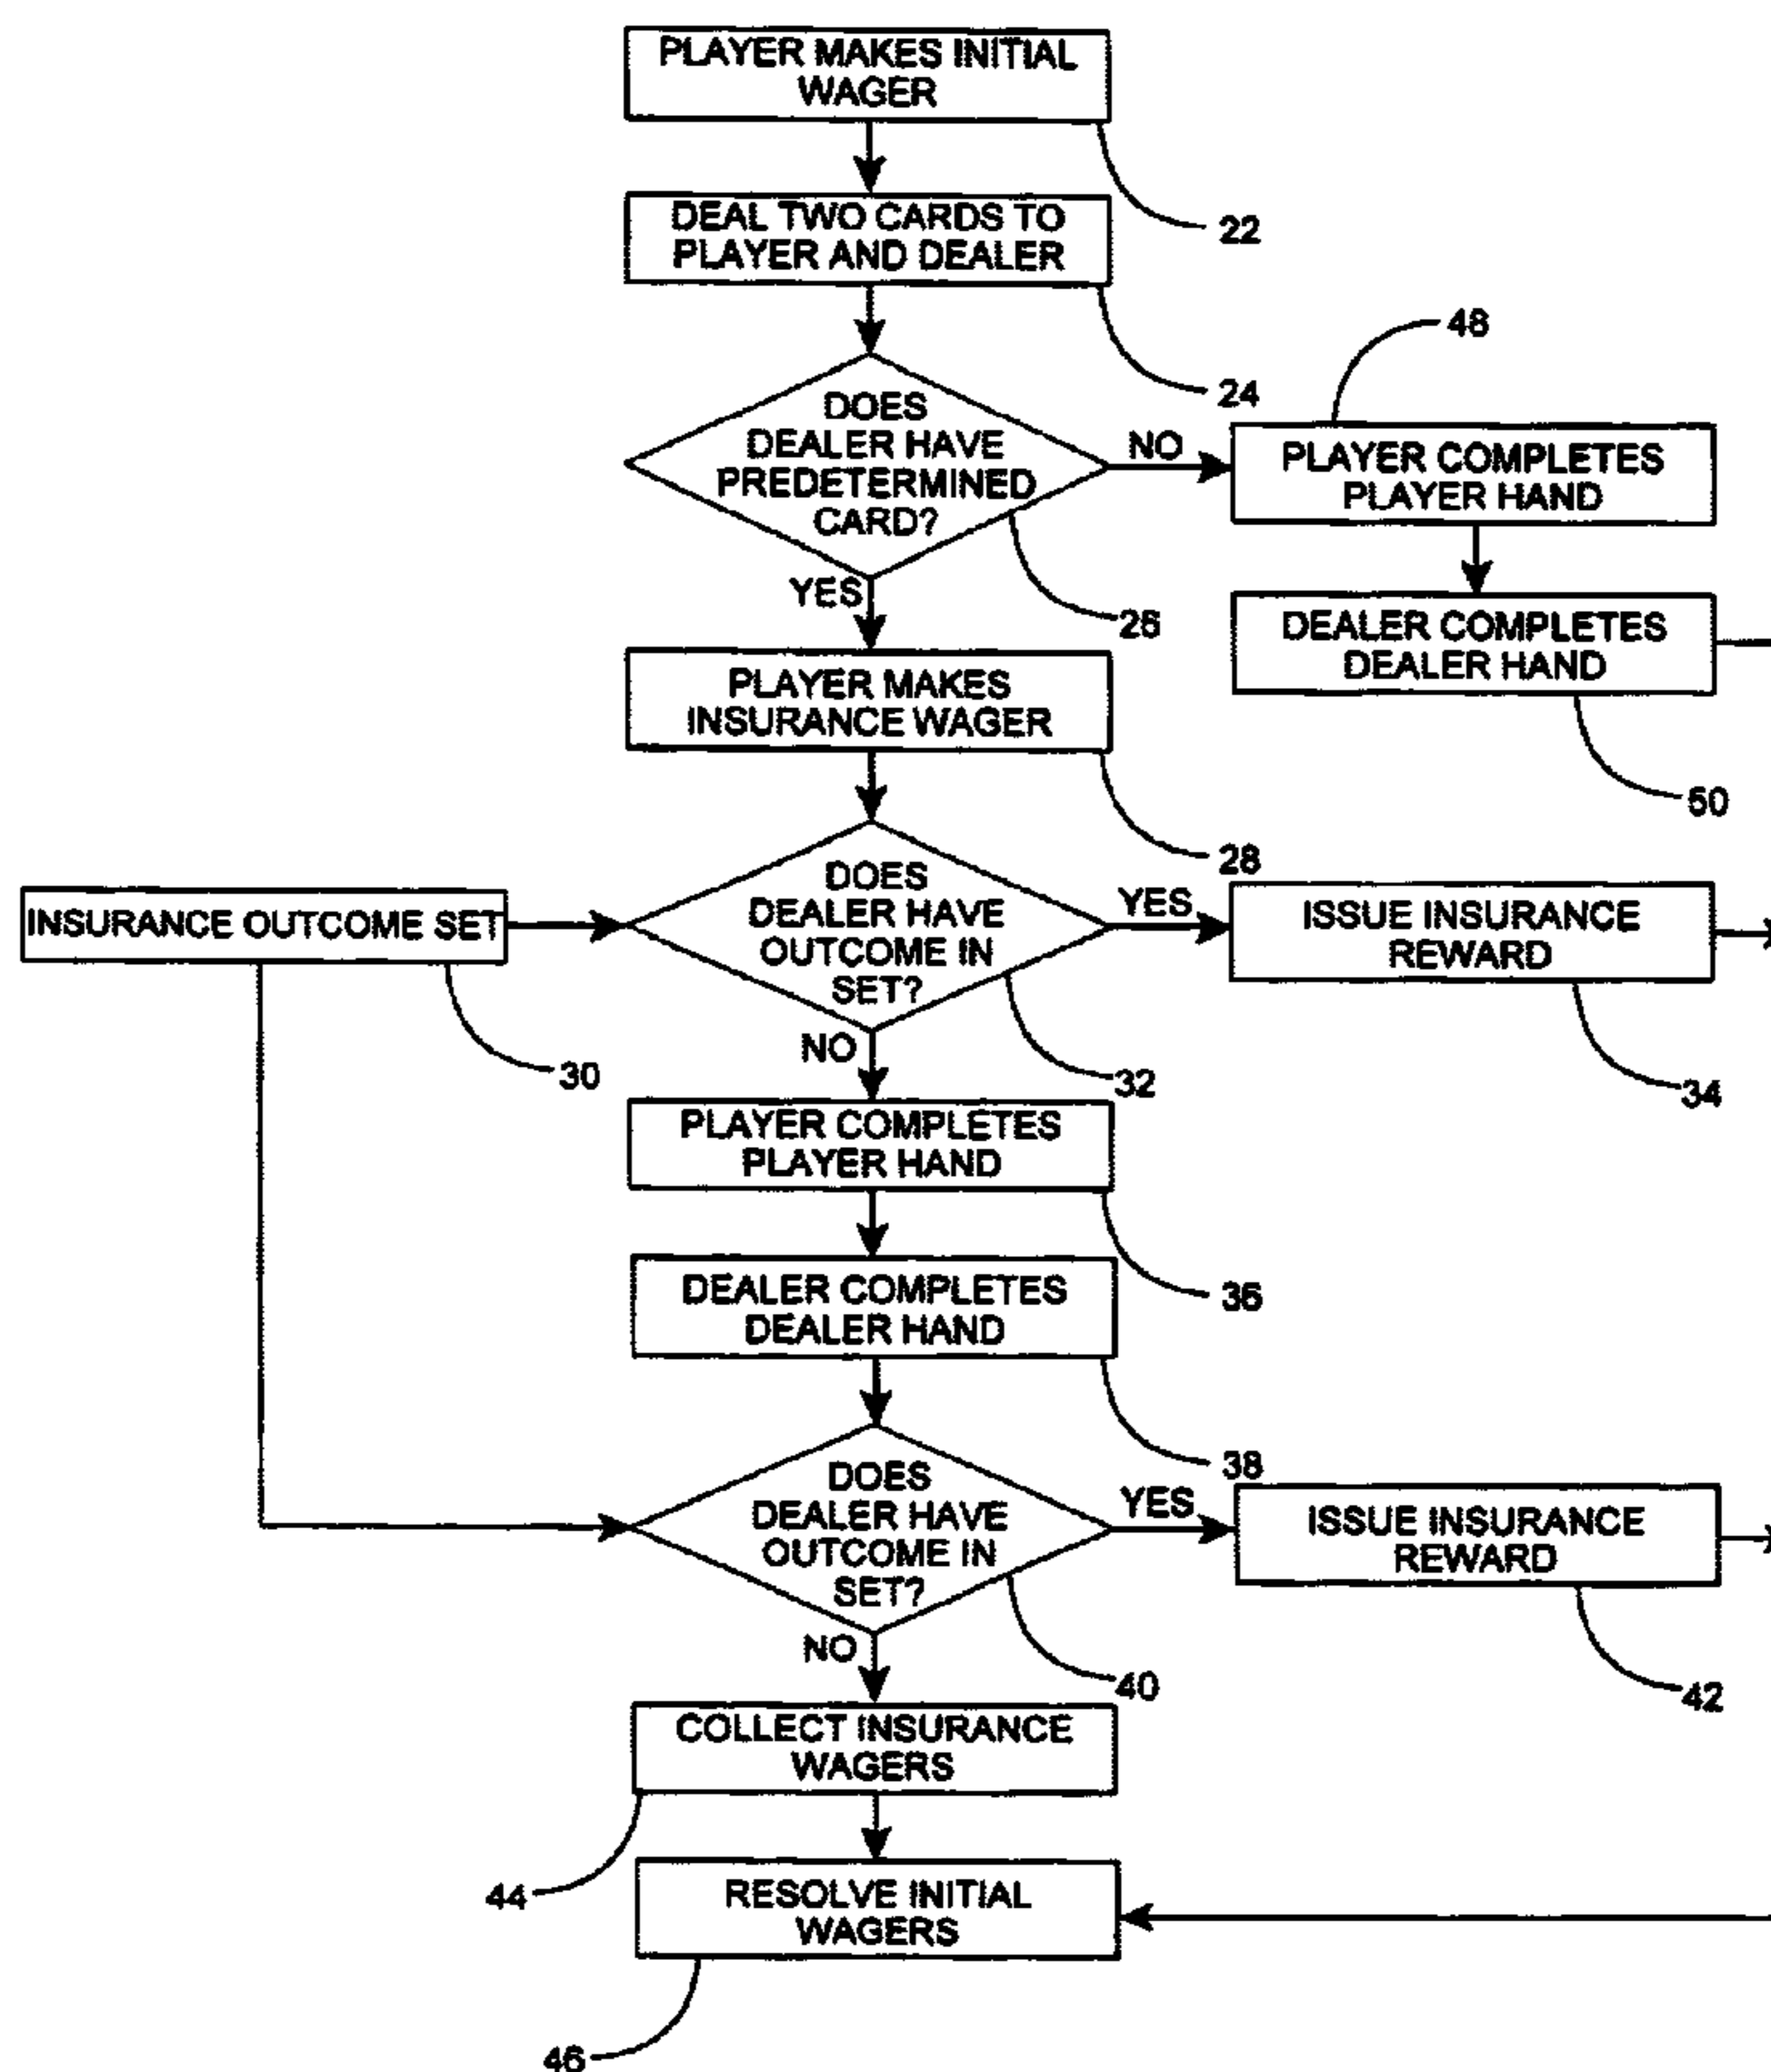 PLAYER MAKES INITIAL
WAGER
22
DEAL TWO CARDS TO
PLAYER AND DEALER
24
DOES
DEALER HAVE
PREDETERMINED
CARD?
26
NO
48
PLAYER COMPLETES
PLAYER HAND
DEALER COMPLETES
DEALER HAND
50
YES
PLAYER MAKES
INSURANCE WAGER
28
INSURANCE OUTCOME SET
30
DOES
DEALER HAVE
OUTCOME IN
SET?
32
YES
ISSUE INSURANCE
REWARD
34
NO
PLAYER COMPLETES
PLAYER HAND
36
DEALER COMPLETES
DEALER HAND
38
DOES
DEALER HAVE
OUTCOME IN
SET?
40
YES
ISSUE INSURANCE
REWARD
42
NO
COLLECT INSURANCE
WAGERS
44
RESOLVE INITIAL
WAGERS
46